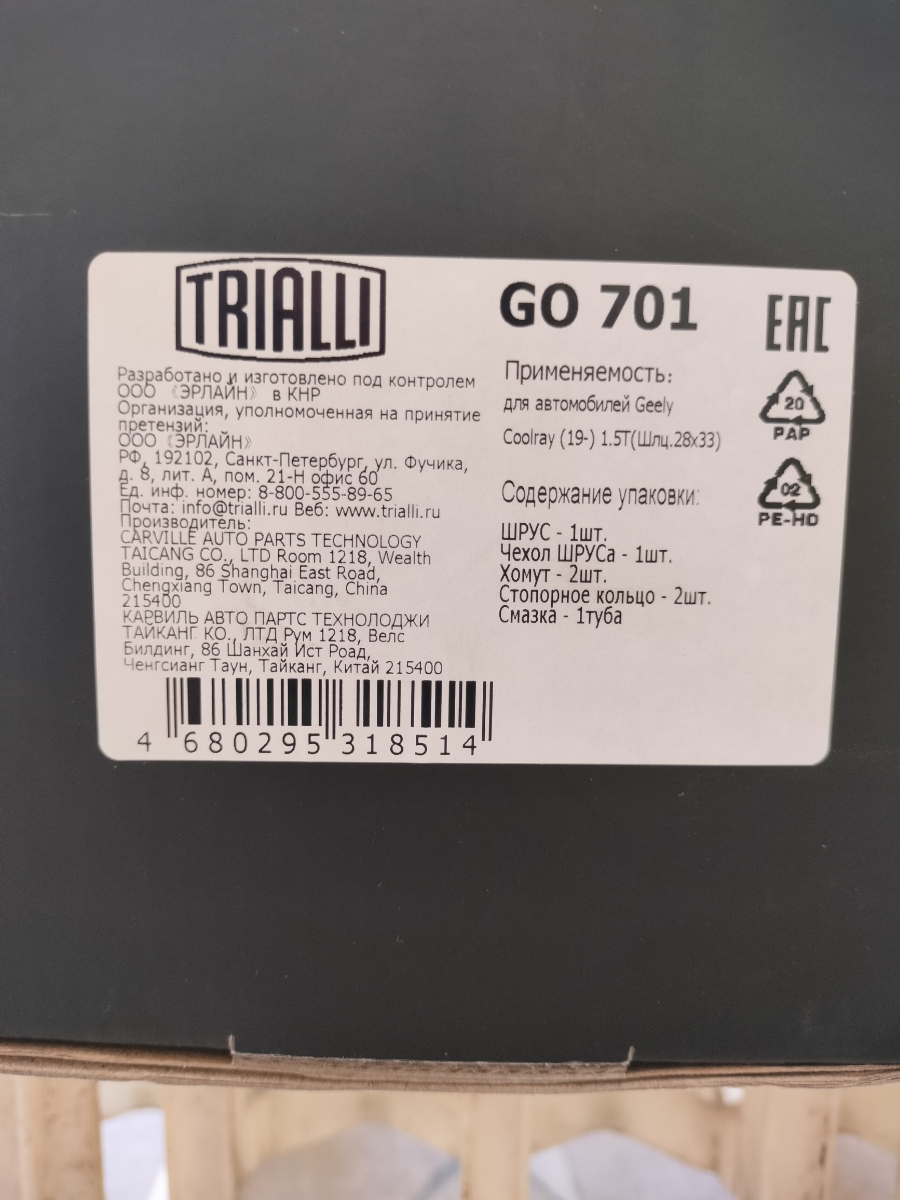 TRIALLI
Разработано и изготовлено под контролем
ООО 《ЭРЛАЙН》 в КНР
Организация, уполномоченная на принятие
претензий:
ООО 《ЭРЛАЙН》
РФ, 192102, Санкт-Петербург, ул. Фучика,
д. 8, лит. А, пом. 21-Н офис 60
Ед. инф. номер: 8-800-555-89-65
Почта: info@trialli.ru Веб: www.trialli.ru
Производитель:
CARVILLE AUTO PARTS TECHNOLOGY
TAICANG CO., LTD Room 1218, Wealth
Building, 86 Shanghai East Road,
Chengxiang Town, Taicang, China
215400
КАРВИЛЬ АВТО ПАРТС ТЕХНОЛОДЖИ
ТАЙКАНГ КО., ЛТД Рум 1218, Велс
Билдинг, 86 Шанхай Ист Роад,
Ченгсианг Таун, Тайканг, Китай 215400
4 680295 318514
GO 701
Применяемость:
для автомобилей Geely
Coolray (19-) 1.5T(Шлц.28x33)
Содержание упаковки:
ШРУС - 1шт.
Чехол ШРУСа - 1шт.
Хомут - 2шт.
Стопорное кольцо - 2шт.
Смазка - 1туба
EAC
20
PAP
02
PE-HD